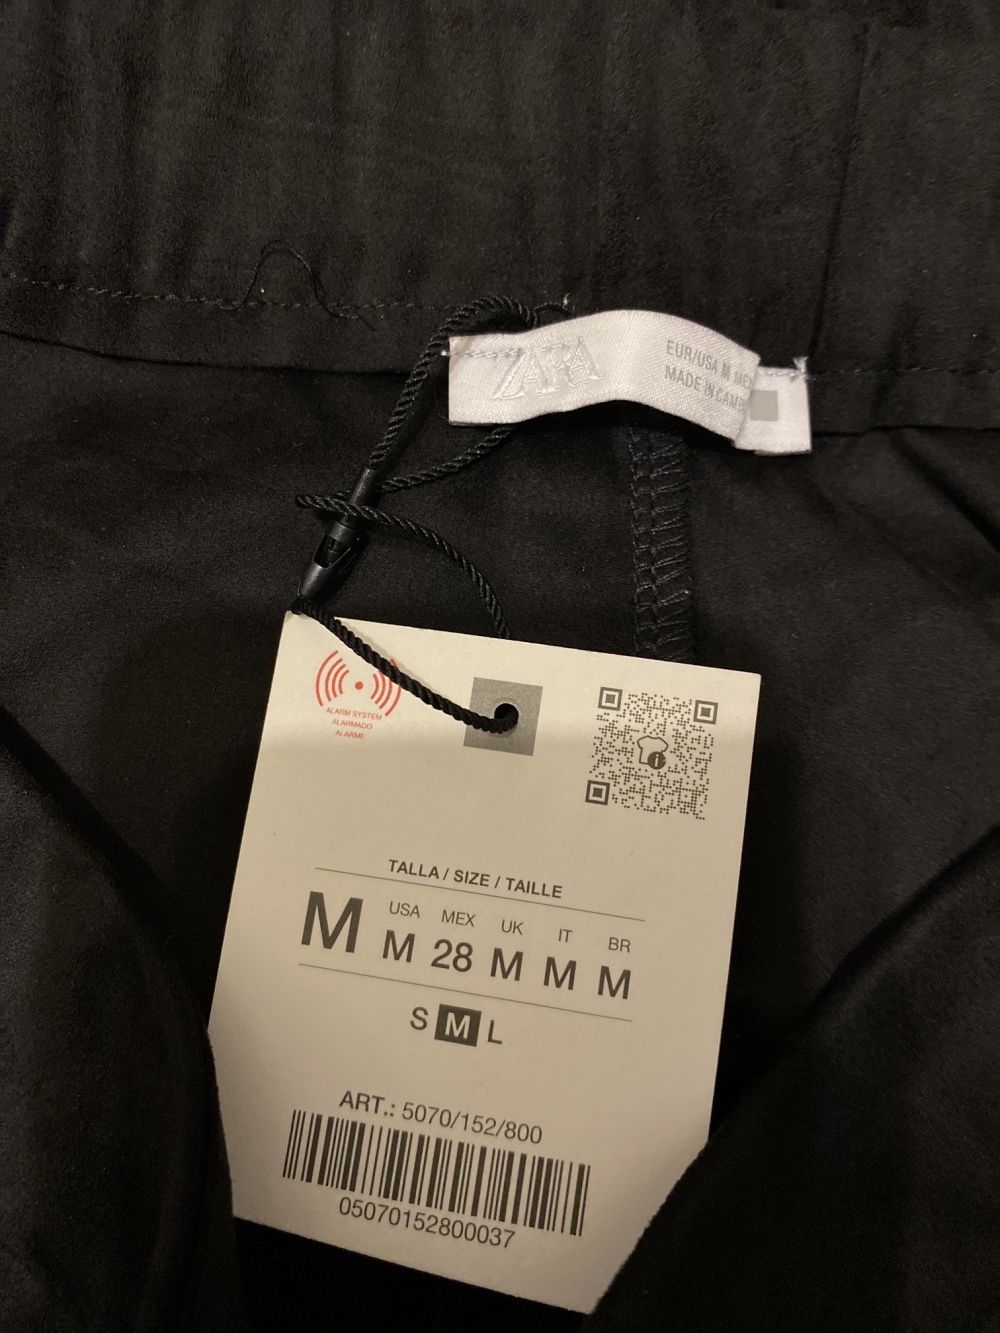 ZARA
EUR/USA M MEX
MADE IN CAMB
ALARM SYSTEM
ALARMADO
ALARME
TALLA / SIZE / TAILLE
M
USA MEX UK IT BR
M 28 M M M
S M L
ART.: 5070/152/800
05070152800037